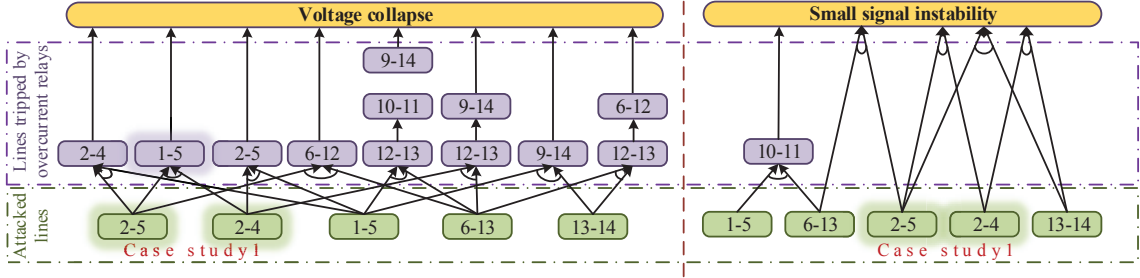 Voltage collapse
Small signal instability
Lines tripped by
overcurrent relays
9-14
10-11
9-14
6-12
2-4
1-5
2-5
6-12
12-13
12-13
9-14
12-13
10-11
Attacked
lines
2-5
2-4
1-5
6-13
13-14
1-5
6-13
2-5
2-4
13-14
Case study1
Case study1